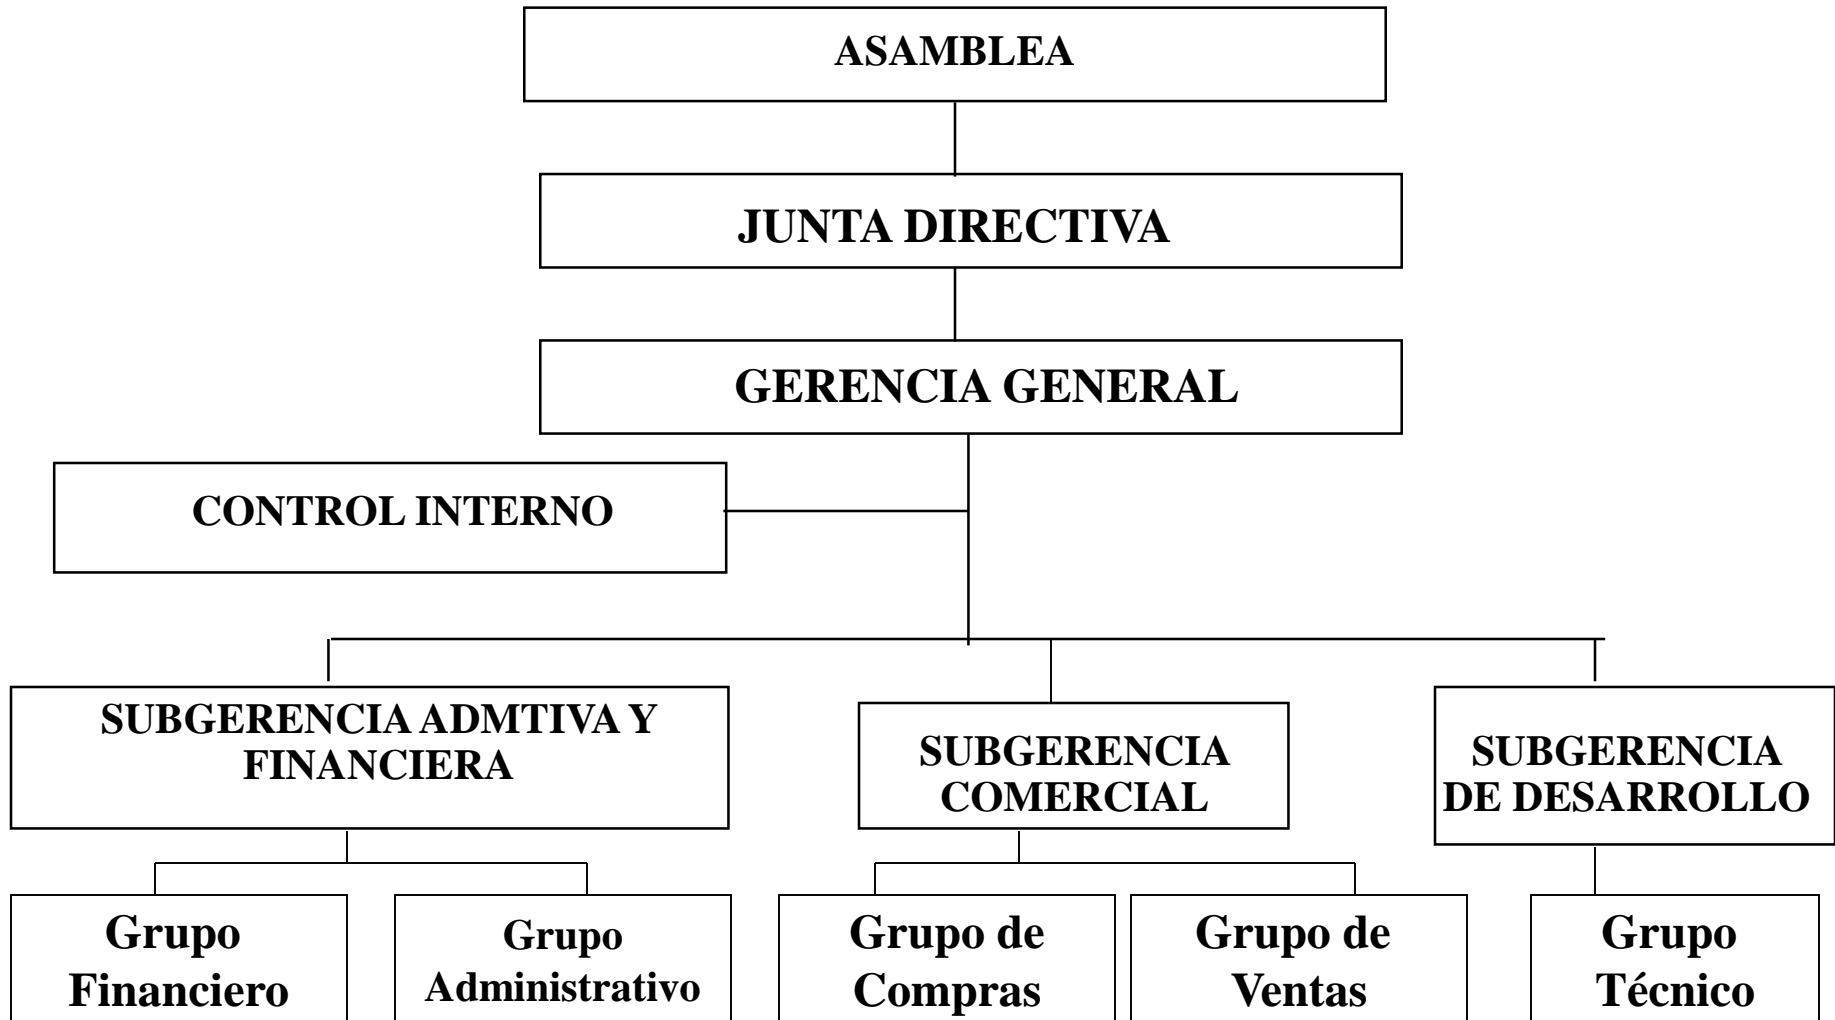 ASAMBLEA
JUNTA DIRECTIVA
GERENCIA GENERAL
CONTROL INTERNO
SUBGERENCIA ADMTIVA Y
FINANCIERA
SUBGERENCIA
COMERCIAL
SUBGERENCIA
DE DESARROLLO
Grupo
Financiero
Grupo
Administrativo
Grupo de
Compras
Grupo de
Ventas
Grupo
Técnico